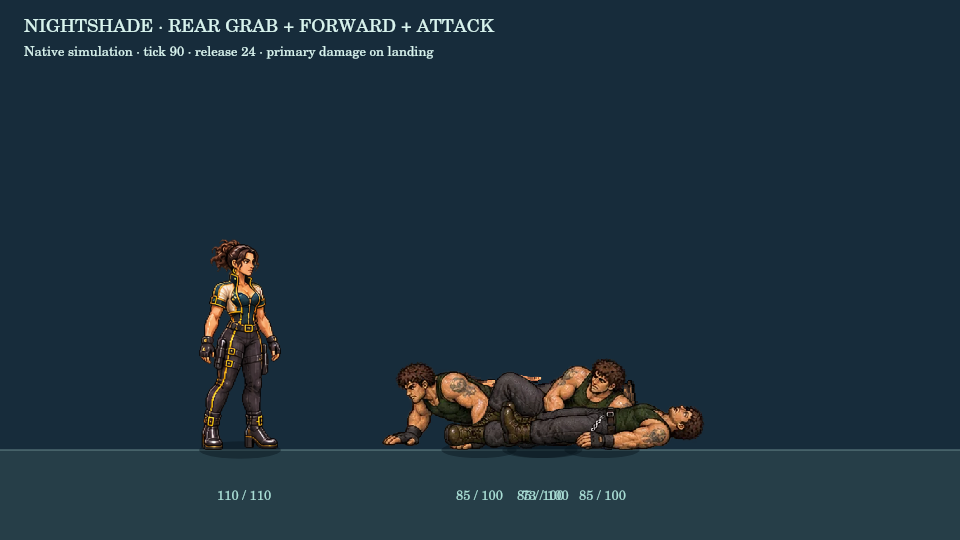 NIGHTSHADE · REAR GRAB + FORWARD + ATTACK
Native simulation · tick 90 · release 24 · primary damage on landing
110 / 110
85 / 100
85 / 100